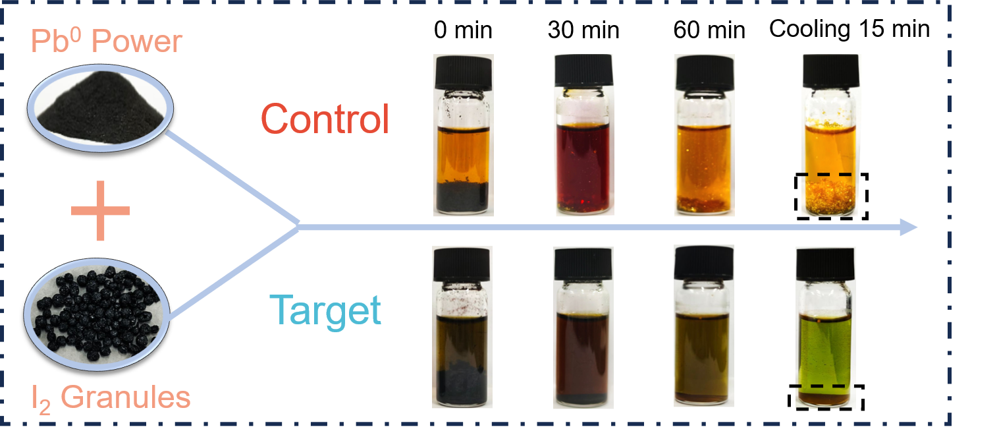 Pb⁰ Power
I₂ Granules
Control
Target
0 min
30 min
60 min
Cooling 15 min